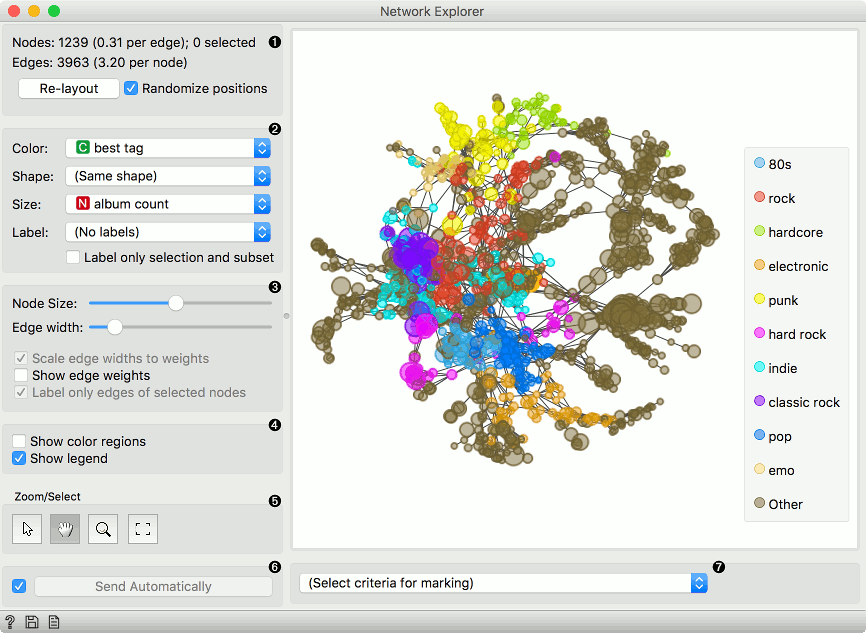 Network Explorer
Nodes: 1239 (0.31 per edge); 0 selected
1
Edges: 3963 (3.20 per node)
Re-layout
Randomize positions
2
Color:
C best tag
Shape:
(Same shape)
Size:
N album count
Label:
(No labels)
Label only selection and subset
3
Node Size:
Edge width:
Scale edge widths to weights
Show edge weights
Label only edges of selected nodes
4
Show color regions
Show legend
Zoom/Select
5
6
Send Automatically
80s
rock
hardcore
electronic
punk
hard rock
indie
classic rock
pop
emo
Other
7
(Select criteria for marking)
?